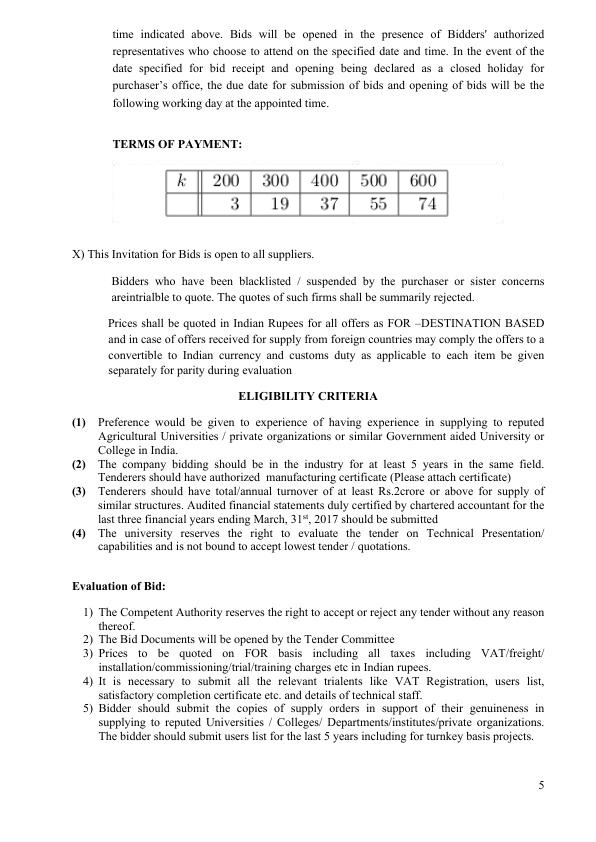 time indicated above. Bids will be opened in the presence of Bidders' authorized
representatives who choose to attend on the specified date and time. In the event of the
date specified for bid receipt and opening being declared as a closed holiday for
purchaser’s office, the due date for submission of bids and opening of bids will be the
following working day at the appointed time.
TERMS OF PAYMENT:
k 200 300 400 500 600
3 19 37 55 74
X) This Invitation for Bids is open to all suppliers.
Bidders who have been blacklisted / suspended by the purchaser or sister concerns
areintrialble to quote. The quotes of such firms shall be summarily rejected.
Prices shall be quoted in Indian Rupees for all offers as FOR –DESTINATION BASED
and in case of offers received for supply from foreign countries may comply the offers to a
convertible to Indian currency and customs duty as applicable to each item be given
separately for parity during evaluation
ELIGIBILITY CRITERIA
(1) Preference would be given to experience of having experience in supplying to reputed
Agricultural Universities / private organizations or similar Government aided University or
College in India.
(2) The company bidding should be in the industry for at least 5 years in the same field.
Tenderers should have authorized manufacturing certificate (Please attach certificate)
(3) Tenderers should have total/annual turnover of at least Rs.2crore or above for supply of
similar structures. Audited financial statements duly certified by chartered accountant for the
last three financial years ending March, 31st, 2017 should be submitted
(4) The university reserves the right to evaluate the tender on Technical Presentation/
capabilities and is not bound to accept lowest tender / quotations.
Evaluation of Bid:
1) The Competent Authority reserves the right to accept or reject any tender without any reason
thereof.
2) The Bid Documents will be opened by the Tender Committee
3) Prices to be quoted on FOR basis including all taxes including VAT/freight/
installation/commissioning/trial/training charges etc in Indian rupees.
4) It is necessary to submit all the relevant trialents like VAT Registration, users list,
satisfactory completion certificate etc. and details of technical staff.
5) Bidder should submit the copies of supply orders in support of their genuineness in
supplying to reputed Universities / Colleges/ Departments/institutes/private organizations.
The bidder should submit users list for the last 5 years including for turnkey basis projects.
5